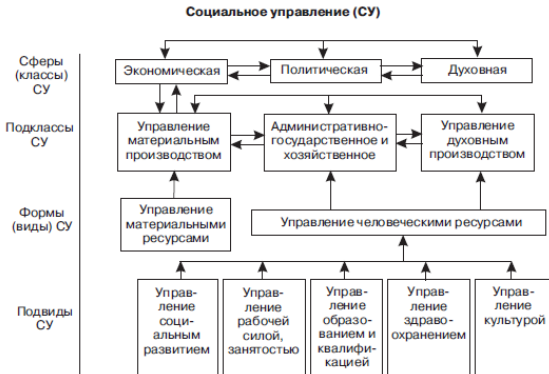 Социальное управление (СУ)
Сферы
(классы)
СУ
Экономическая
Политическая
Духовная
Подклассы
СУ
Управление
материальным
производством
Административно-
государственное и
хозяйственное
Управление
духовным
производством
Формы
(виды) СУ
Управление
материальными
ресурсами
Управление человеческими ресурсами
Подвиды
СУ
Управ-
ление
соци-
альным
развитием
Управ-
ление
рабочей
силой,
занятостью
Управ-
ление
образо-
ванием и
квалифи-
кацией
Управ-
ление
здраво-
охранением
Управ-
ление
культурой